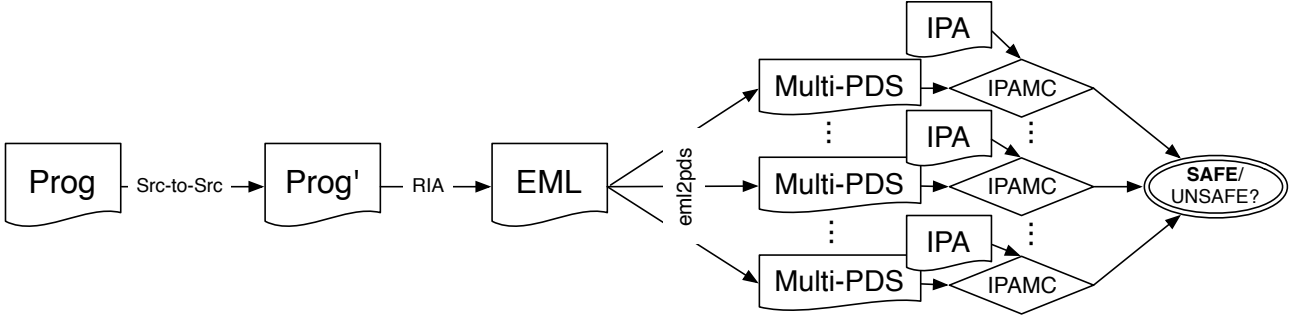 Prog
Src-to-Src
Prog'
RIA
EML
eml2pds
IPA
Multi-PDS
IPAMC
⋮
⋮
IPA
Multi-PDS
IPAMC
⋮
⋮
IPA
Multi-PDS
IPAMC
SAFE/
UNSAFE?